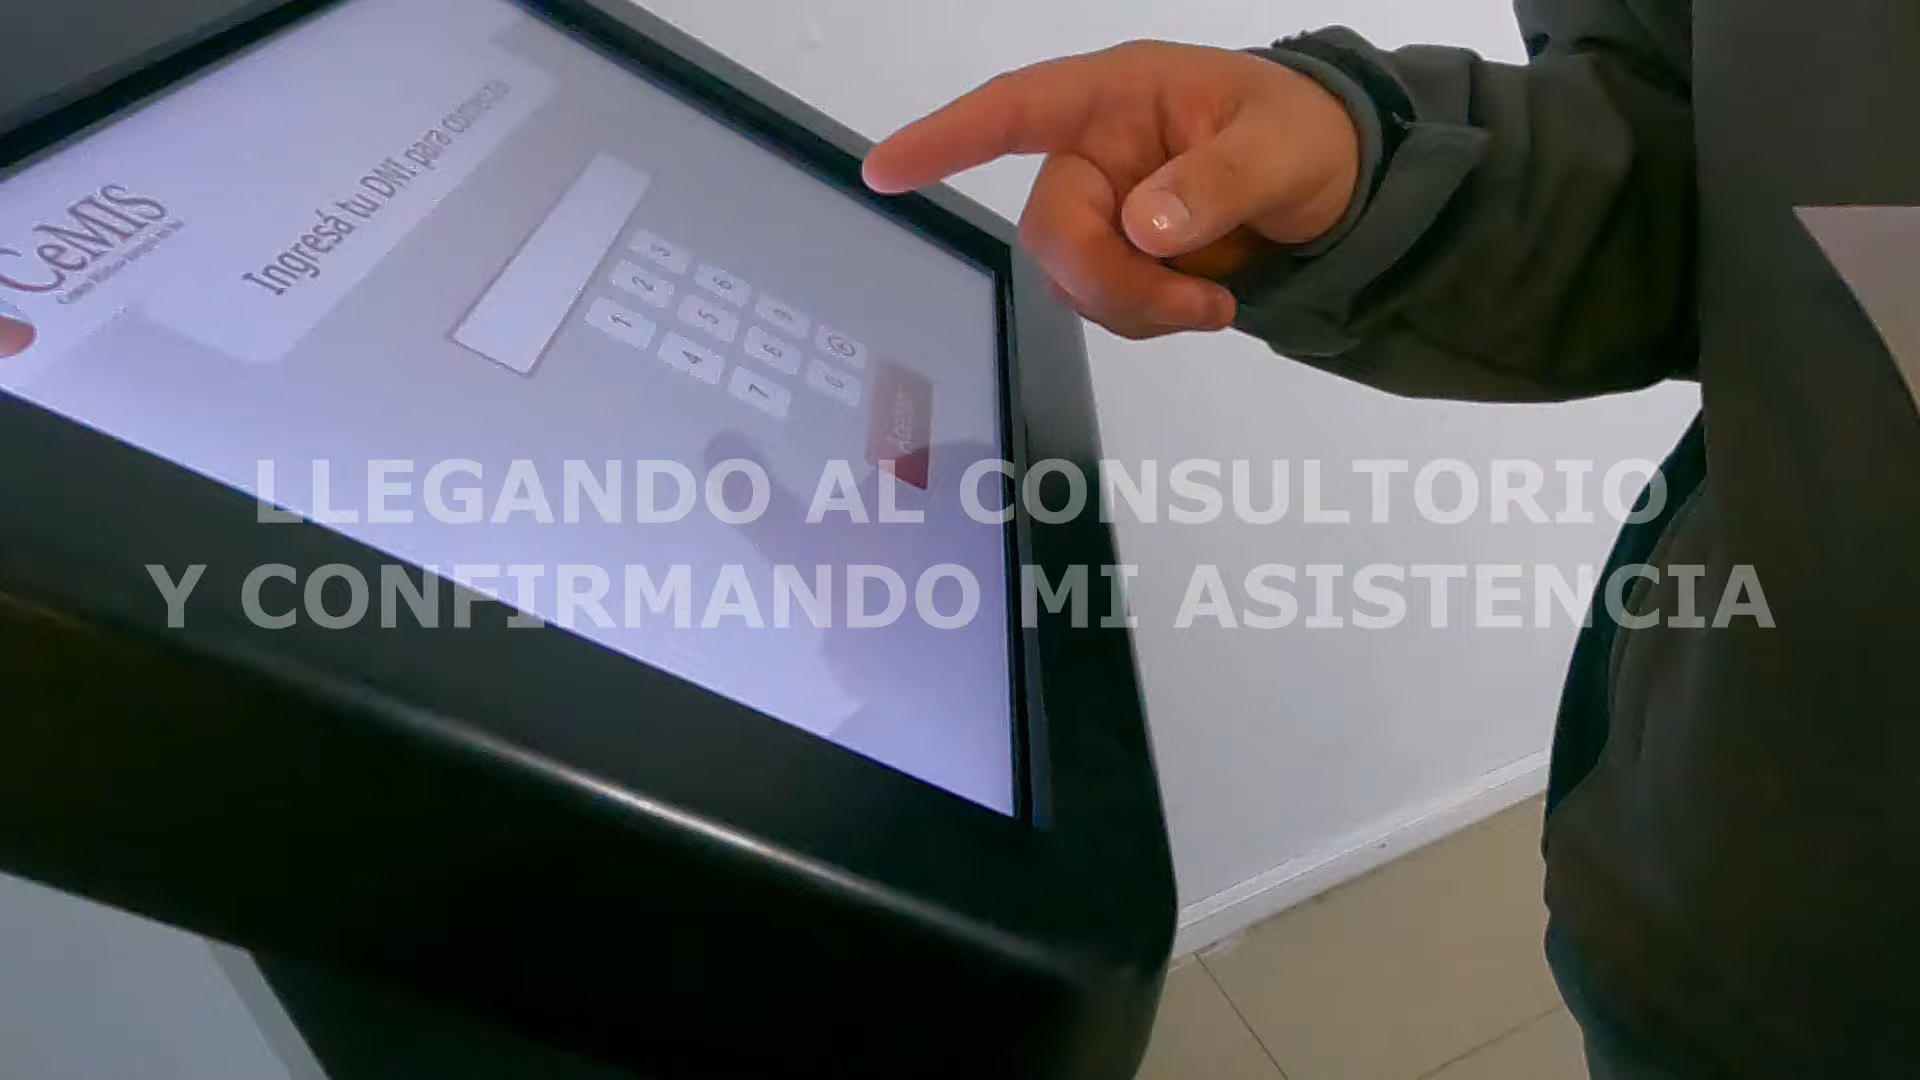 CeMIS
Ingresá tu DNI para comenzar
1 2 3
4 5 6
7 8 9
0
LLEGANDO AL CONSULTORIO
Y CONFIRMANDO MI ASISTENCIA